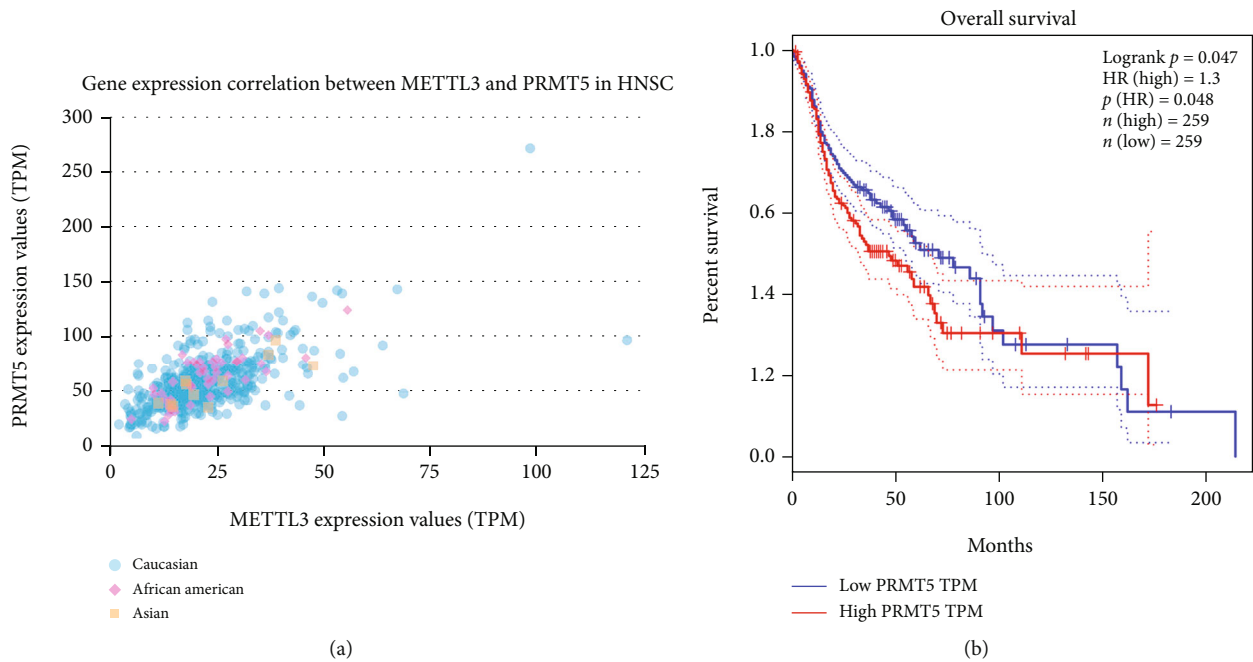 Gene expression correlation between METTL3 and PRMT5 in HNSC
PRMT5 expression values (TPM)
300
250
200
150
100
50
0
0 25 50 75 100 125
METTL3 expression values (TPM)
Caucasian
African american
Asian
(a)
Overall survival
Percent survival
1.0
1.8
0.6
1.4
1.2
0.0
Logrank p = 0.047
HR (high) = 1.3
p (HR) = 0.048
n (high) = 259
n (low) = 259
0 50 100 150 200
Months
Low PRMT5 TPM
High PRMT5 TPM
(b)